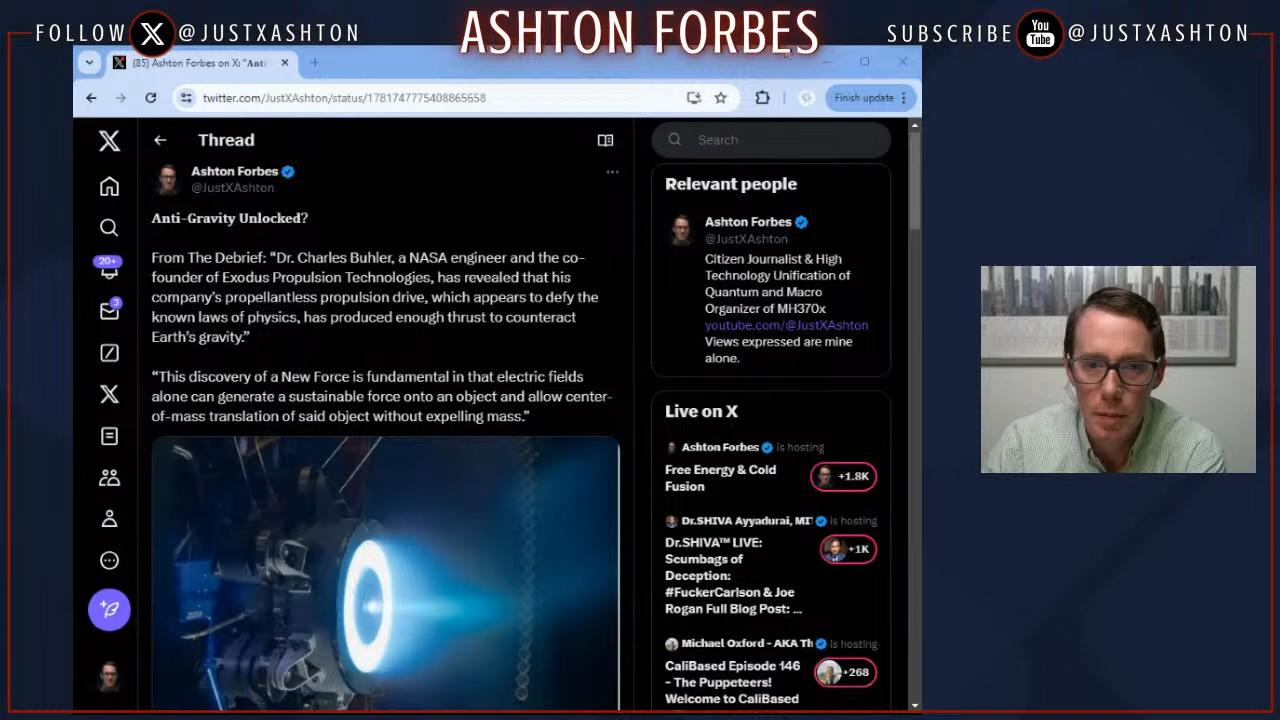 FOLLOW X @JUSTXASHTON
ASHTON FORBES
SUBSCRIBE You Tube @JUSTXASHTON
(85) Ashton Forbes on X: "Anti-
twitter.com/JustXAshton/status/1781747775408865658
Finish update
Thread
Ashton Forbes
@JustXAshton
Anti-Gravity Unlocked?
From The Debrief: “Dr. Charles Buhler, a NASA engineer and the co-
founder of Exodus Propulsion Technologies, has revealed that his
company’s propellantless propulsion drive, which appears to defy the
known laws of physics, has produced enough thrust to counteract
Earth’s gravity.”
“This discovery of a New Force is fundamental in that electric fields
alone can generate a sustainable force onto an object and allow center-
of-mass translation of said object without expelling mass.”
20+
3
Search
Relevant people
Ashton Forbes
@JustXAshton
Citizen Journalist & High
Technology Unification of
Quantum and Macro
Organizer of MH370x
youtube.com/@JustXAshton
Views expressed are mine
alone.
Live on X
Ashton Forbes is hosting
Free Energy & Cold
Fusion
+1.8K
Dr.SHIVA Ayyadurai, MI is hosting
Dr.SHIVA™ LIVE:
Scumbags of
Deception:
#FuckerCarlson & Joe
Rogan Full Blog Post: ...
+1K
Michael Oxford - AKA Th is hosting
CaliBased Episode 146
- The Puppeteers!
Welcome to CaliBased
+268